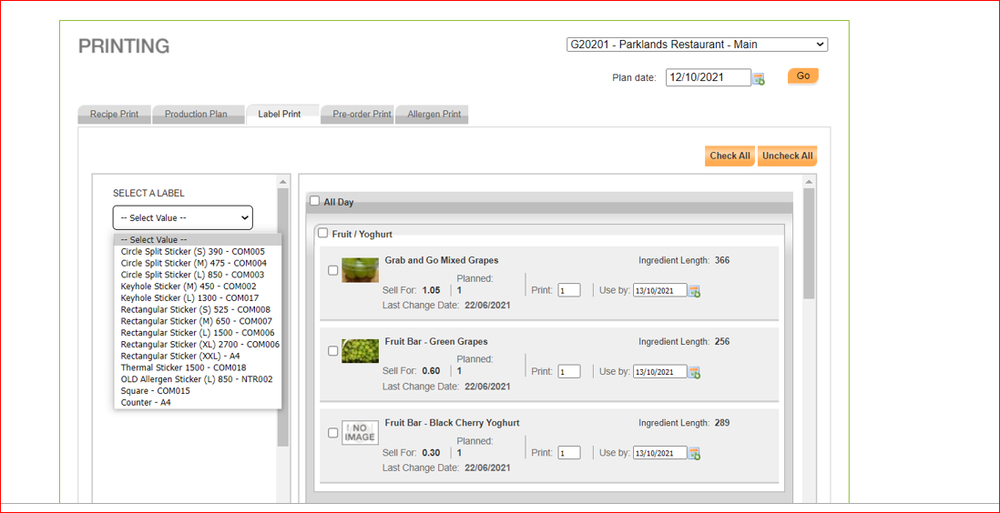 PRINTING
G20201 - Parklands Restaurant - Main
Plan date: 12/10/2021 Go
Recipe Print Production Plan Label Print Pre-order Print Allergen Print
Check All Uncheck All
SELECT A LABEL
-- Select Value --
-- Select Value --
Circle Split Sticker (S) 390 - COM005
Circle Split Sticker (M) 475 - COM004
Circle Split Sticker (L) 850 - COM003
Keyhole Sticker (M) 450 - COM002
Keyhole Sticker (L) 1300 - COM017
Rectangular Sticker (S) 525 - COM008
Rectangular Sticker (M) 650 - COM007
Rectangular Sticker (L) 1500 - COM006
Rectangular Sticker (XL) 2700 - COM006
Rectangular Sticker (XXL) - A4
Thermal Sticker 1500 - COM018
OLD Allergen Sticker (L) 850 - NTR002
Square - COM015
Counter - A4
All Day
Fruit / Yoghurt
Grab and Go Mixed Grapes Ingredient Length: 366
Planned:
Sell For: 1.05 1 Print: 1 Use by: 13/10/2021
Last Change Date: 22/06/2021
Fruit Bar - Green Grapes Ingredient Length: 256
Planned:
Sell For: 0.60 1 Print: 1 Use by: 13/10/2021
Last Change Date: 22/06/2021
NO
IMAGE
Fruit Bar - Black Cherry Yoghurt Ingredient Length: 289
Planned:
Sell For: 0.30 1 Print: 1 Use by: 13/10/2021
Last Change Date: 22/06/2021